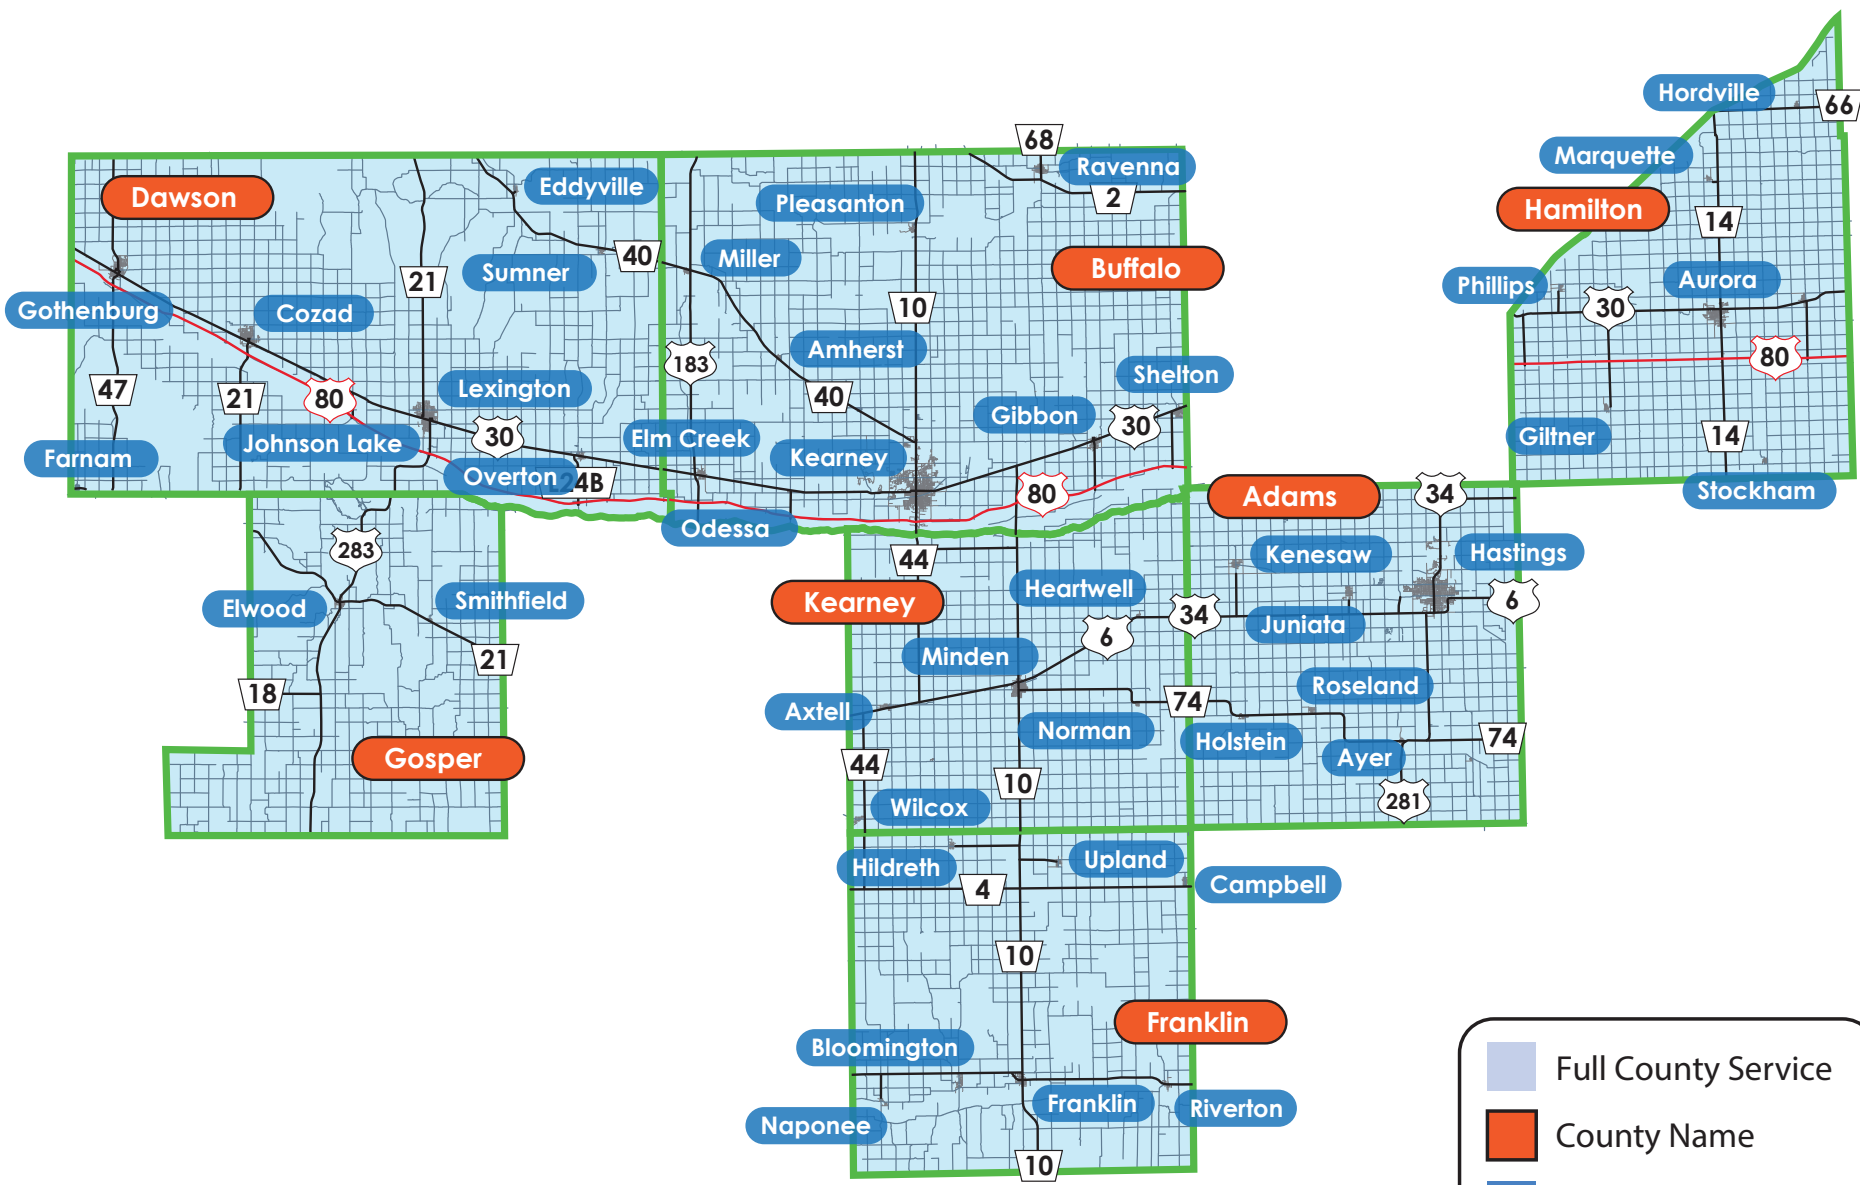 Hordville
66
68
Marquette
Ravenna
Eddyville
Dawson
2
Pleasanton
Hamilton
14
40
Miller
Buffalo
Sumner
21
Aurora
Phillips
Gothenburg
Cozad
10
30
Amherst
80
183
Shelton
47
21
80
Lexington
40
Gibbon
30
Johnson Lake
30
Elm Creek
Giltner
14
Farnam
Kearney
Overton
24B
80
Adams
34
Stockham
Odessa
283
44
Kenesaw
Hastings
Heartwell
Elwood
Smithfield
Kearney
34
6
Juniata
6
Minden
21
18
Roseland
Axtell
74
Norman
Holstein
74
Gosper
Ayer
44
10
281
Wilcox
Hildreth
Upland
4
Campbell
10
Franklin
Bloomington
Full County Service
Franklin
Riverton
Naponee
County Name
10